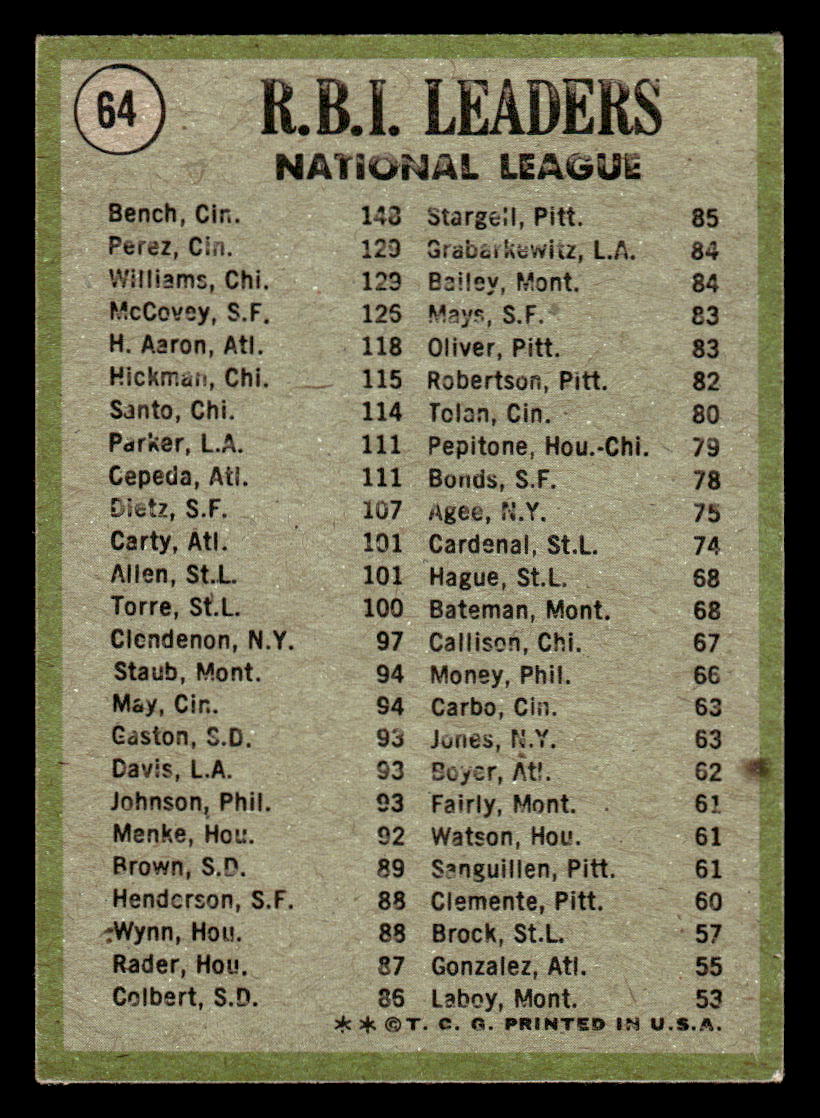 64
R.B.I. LEADERS
NATIONAL LEAGUE
Bench, Cin. 148
Perez, Cin. 129
Williams, Chi. 129
McCovey, S.F. 126
H. Aaron, Atl. 118
Hickman, Chi. 115
Santo, Chi. 114
Parker, L.A. 111
Cepeda, Atl. 111
Dietz, S.F. 107
Carty, Atl. 101
Allen, St.L. 101
Torre, St.L. 100
Clendenon, N.Y. 97
Staub, Mont. 94
May, Cin. 94
Gaston, S.D. 93
Davis, L.A. 93
Johnson, Phil. 93
Menke, Hou. 92
Brown, S.D. 89
Henderson, S.F. 88
Wynn, Hou. 88
Rader, Hou. 87
Colbert, S.D. 86
Stargell, Pitt. 85
Grabarkewitz, L.A. 84
Bailey, Mont. 84
Mays, S.F. 83
Oliver, Pitt. 83
Robertson, Pitt. 82
Tolan, Cin. 80
Pepitone, Hou.-Chi. 79
Bonds, S.F. 78
Agee, N.Y. 75
Cardenal, St.L. 74
Hague, St.L. 68
Bateman, Mont. 68
Callison, Chi. 67
Money, Phil. 66
Carbo, Cin. 63
Jones, N.Y. 63
Boyer, Atl. 62
Fairly, Mont. 61
Watson, Hou. 61
Sanguillen, Pitt. 61
Clemente, Pitt. 60
Brock, St.L. 57
Gonzalez, Atl. 55
Laboy, Mont. 53
**©T. C. G. PRINTED IN U.S.A.